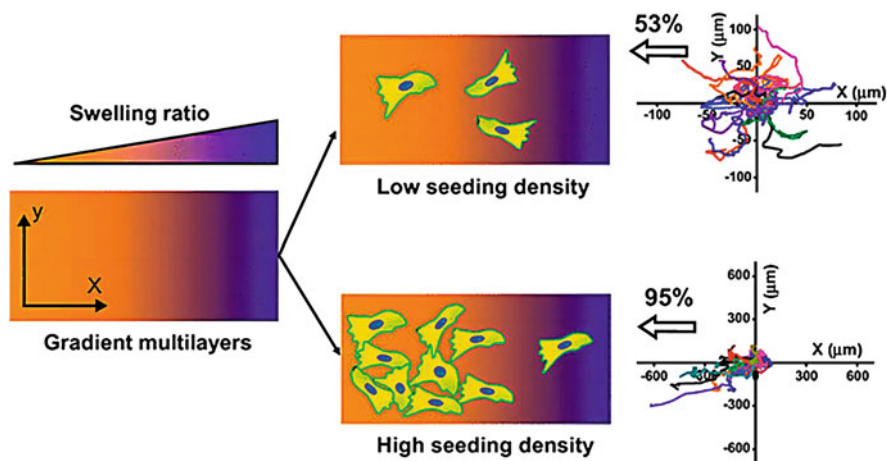 Swelling ratio
y
X
Gradient multilayers
Low seeding density
53%
Y (μm)
100
50
X (μm)
-100
-50
50
100
-50
-100
High seeding density
95%
Y (μm)
600
300
X (μm)
-600
-300
300
600
-300
-600